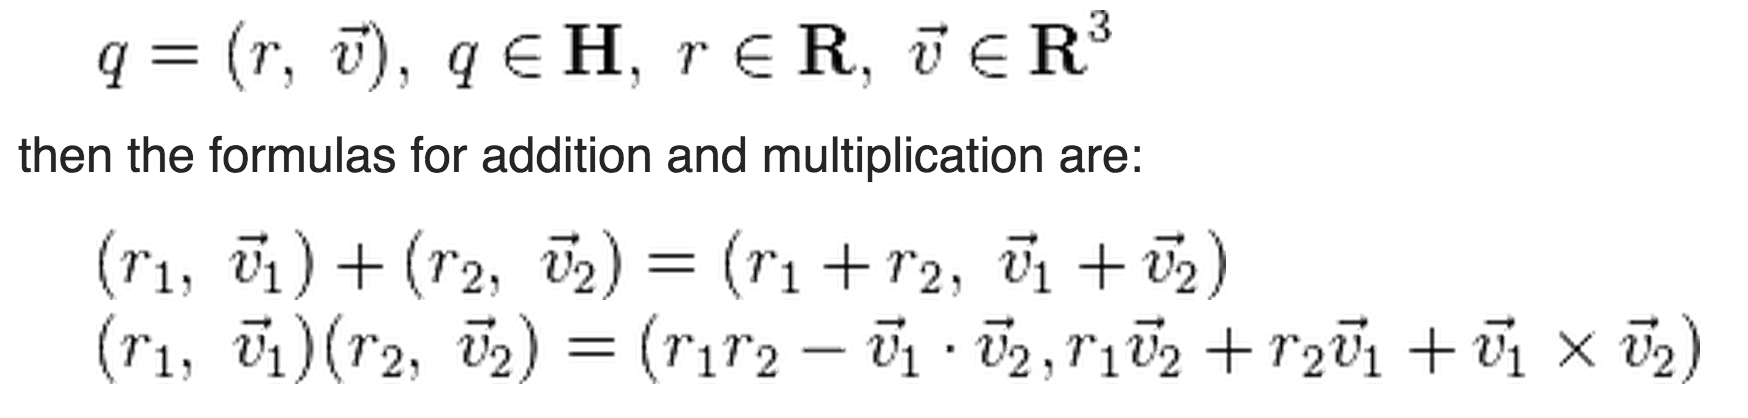 q = (r, v⃗), q ∈ H, r ∈ R, v⃗ ∈ R³
then the formulas for addition and multiplication are:
(r₁, v⃗₁) + (r₂, v⃗₂) = (r₁ + r₂, v⃗₁ + v⃗₂)
(r₁, v⃗₁)(r₂, v⃗₂) = (r₁r₂ − v⃗₁ · v⃗₂, r₁v⃗₂ + r₂v⃗₁ + v⃗₁ × v⃗₂)